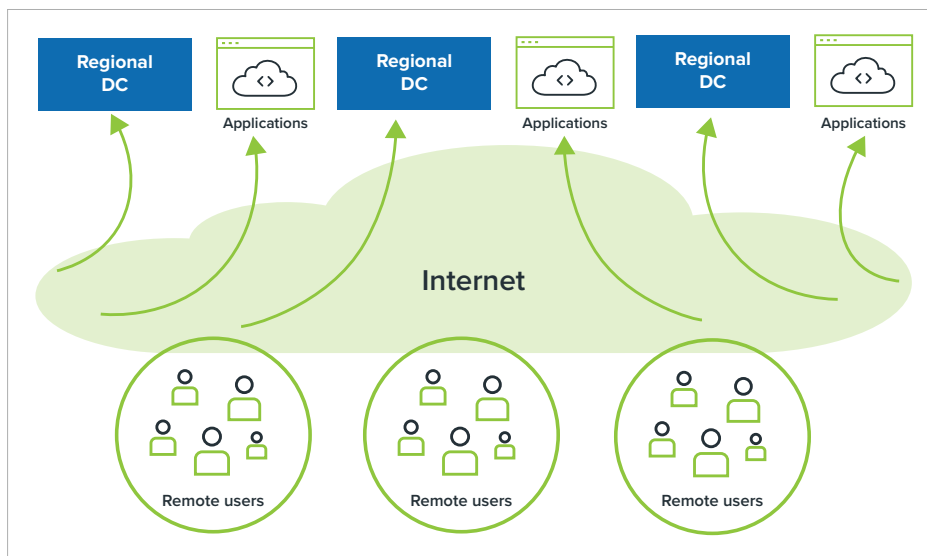 Regional
DC
Applications
Regional
DC
Applications
Regional
DC
Applications
Internet
Remote users
Remote users
Remote users